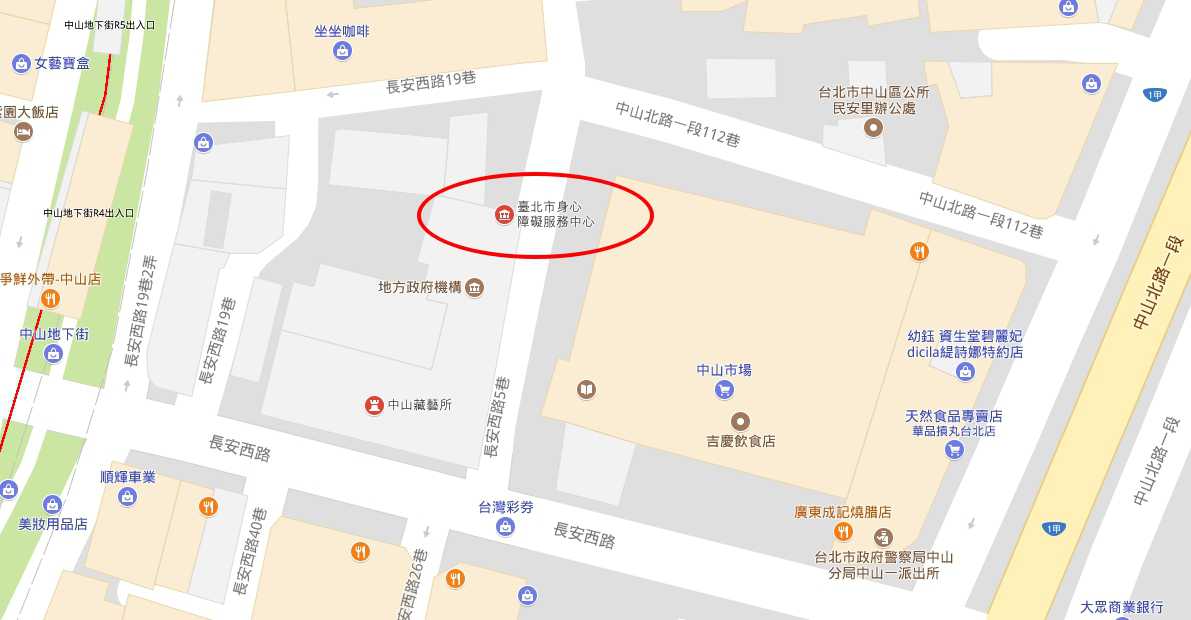 中山地下街R5出入口
坐坐咖啡
女藝寶盒
長安西路19巷
園大飯店
中山北路一段112巷
台北市中山區公所
民安里辦公處
1甲
中山地下街R4出入口
臺北市身心
障礙服務中心
中山北路一段112巷
中山北路一段
爭鮮外帶-中山店
長安西路19巷2弄
長安西路19巷
地方政府機構
中山地下街
幼鈺 資生堂碧麗妃
dicila緹詩娜特約店
中山市場
中山藏藝所
長安西路5巷
天然食品專賣店
華品摃丸台北店
吉慶飲食店
中山北路一段
長安西路
順輝車業
美妝用品店
台灣彩券
長安西路
廣東成記燒腊店
1甲
台北市政府警察局中山
分局中山一派出所
長安西路40巷
長安西路26巷
大眾商業銀行